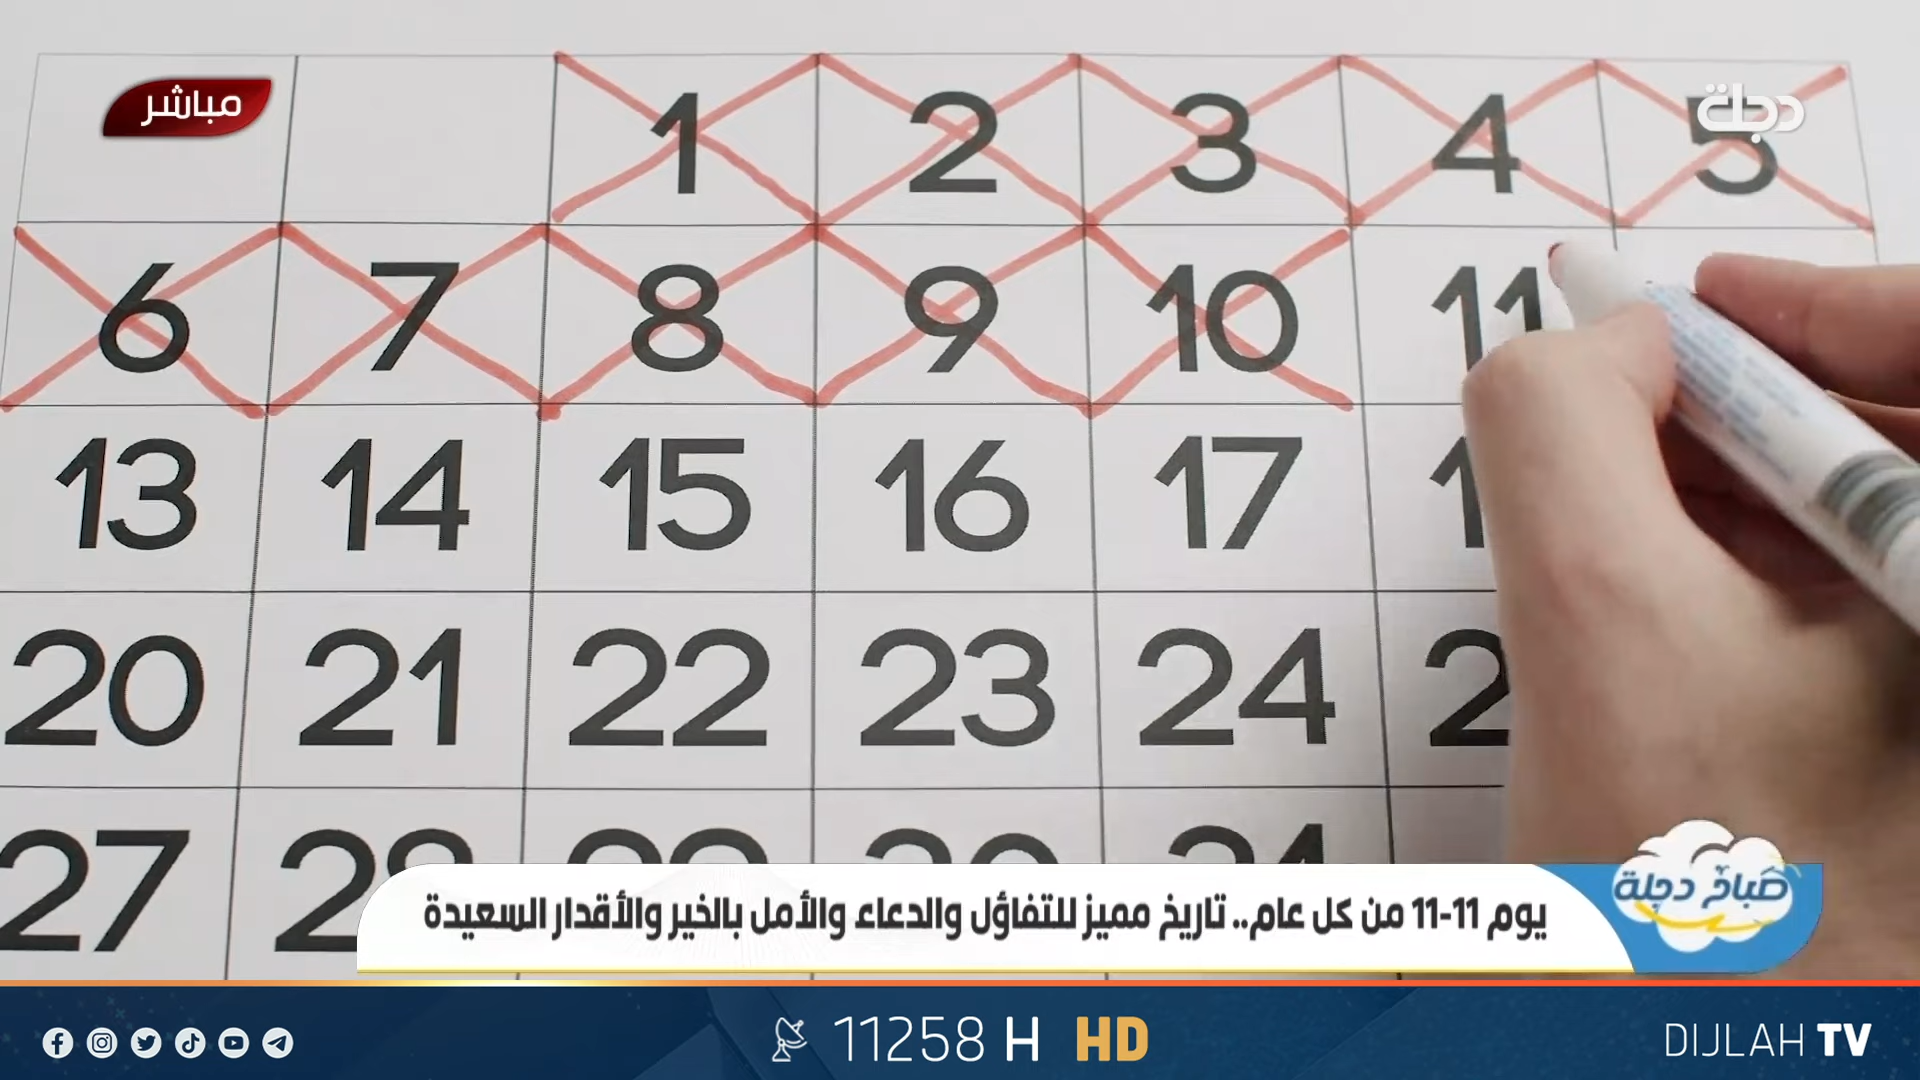 مباشر
دجلة
1 2 3 4 5
6 7 8 9 10 11
13 14 15 16 17
20 21 22 23 24
27
يوم 11-11 من كل عام.. تاريخ مميز للتفاؤل والدعاء والأمل بالخير والأقدار السعيدة
صباح دجلة
11258 H HD
DIJLAH TV